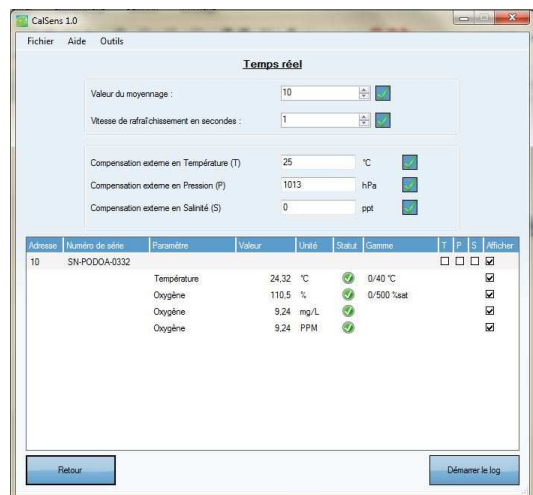 CalSens 1.0
Fichier Aide Outils
Temps réel
Valeur du moyennage : 10
Vitesse de rafraîchissement en secondes : 1
Compensation externe en Température (T) 25 °C
Compensation externe en Pression (P) 1013 hPa
Compensation externe en Salinité (S) 0 ppt
Adresse Numéro de série Paramètre Valeur Unité Statut Gamme T P S Afficher
10 SN-PODOA-0332
Température 24,32 °C 0/40 °C
Oxygène 110,5 % 0/500 %sat
Oxygène 9,24 mg/L
Oxygène 9,24 PPM
Retour Démarrer le log